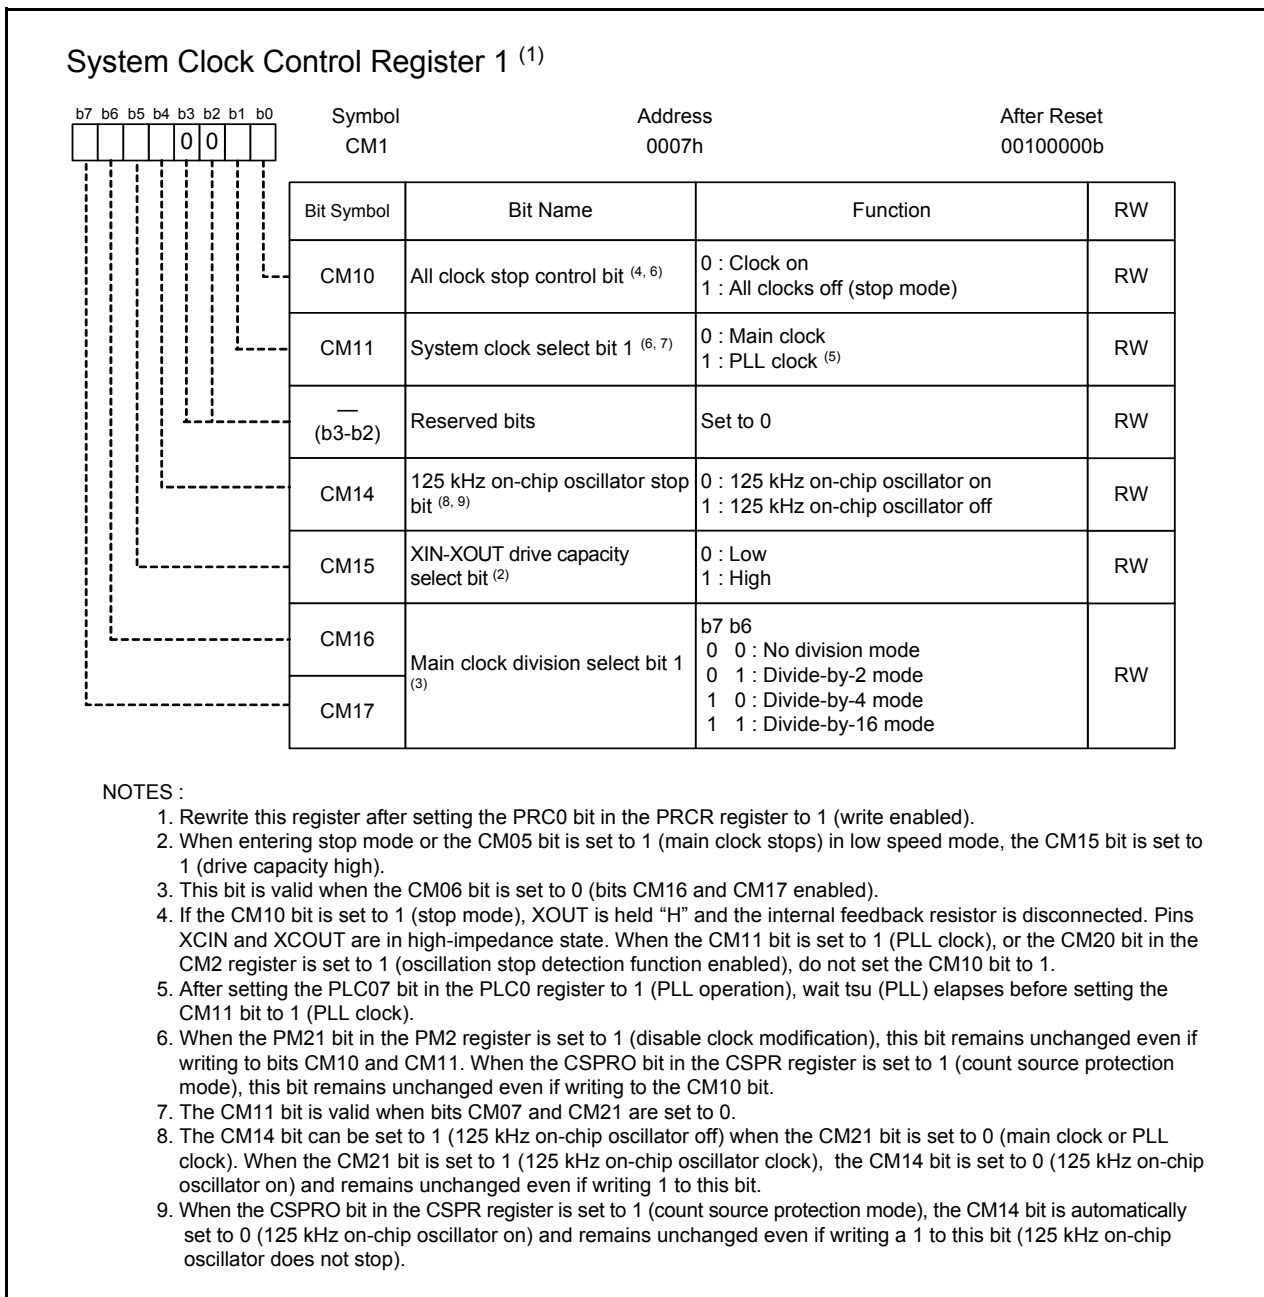 System Clock Control Register 1 (1)
b7 b6 b5 b4 b3 b2 b1 b0
0 0
Symbol Address After Reset
CM1 0007h 00100000b
Bit Symbol Bit Name Function RW
CM10 All clock stop control bit (4, 6) 0 : Clock on
1 : All clocks off (stop mode) RW
CM11 System clock select bit 1 (6, 7) 0 : Main clock
1 : PLL clock (5) RW
—
(b3-b2) Reserved bits Set to 0 RW
CM14 125 kHz on-chip oscillator stop
bit (8, 9) 0 : 125 kHz on-chip oscillator on
1 : 125 kHz on-chip oscillator off RW
CM15 XIN-XOUT drive capacity
select bit (2) 0 : Low
1 : High RW
CM16
CM17
Main clock division select bit 1
(3)
b7 b6
0 0 : No division mode
0 1 : Divide-by-2 mode
1 0 : Divide-by-4 mode
1 1 : Divide-by-16 mode
RW
NOTES :
1. Rewrite this register after setting the PRC0 bit in the PRCR register to 1 (write enabled).
2. When entering stop mode or the CM05 bit is set to 1 (main clock stops) in low speed mode, the CM15 bit is set to
1 (drive capacity high).
3. This bit is valid when the CM06 bit is set to 0 (bits CM16 and CM17 enabled).
4. If the CM10 bit is set to 1 (stop mode), XOUT is held “H” and the internal feedback resistor is disconnected. Pins
XCIN and XCOUT are in high-impedance state. When the CM11 bit is set to 1 (PLL clock), or the CM20 bit in the
CM2 register is set to 1 (oscillation stop detection function enabled), do not set the CM10 bit to 1.
5. After setting the PLC07 bit in the PLC0 register to 1 (PLL operation), wait tsu (PLL) elapses before setting the
CM11 bit to 1 (PLL clock).
6. When the PM21 bit in the PM2 register is set to 1 (disable clock modification), this bit remains unchanged even if
writing to bits CM10 and CM11. When the CSPRO bit in the CSPR register is set to 1 (count source protection
mode), this bit remains unchanged even if writing to the CM10 bit.
7. The CM11 bit is valid when bits CM07 and CM21 are set to 0.
8. The CM14 bit can be set to 1 (125 kHz on-chip oscillator off) when the CM21 bit is set to 0 (main clock or PLL
clock). When the CM21 bit is set to 1 (125 kHz on-chip oscillator clock), the CM14 bit is set to 0 (125 kHz on-chip
oscillator on) and remains unchanged even if writing 1 to this bit.
9. When the CSPRO bit in the CSPR register is set to 1 (count source protection mode), the CM14 bit is automatically
set to 0 (125 kHz on-chip oscillator on) and remains unchanged even if writing a 1 to this bit (125 kHz on-chip
oscillator does not stop).